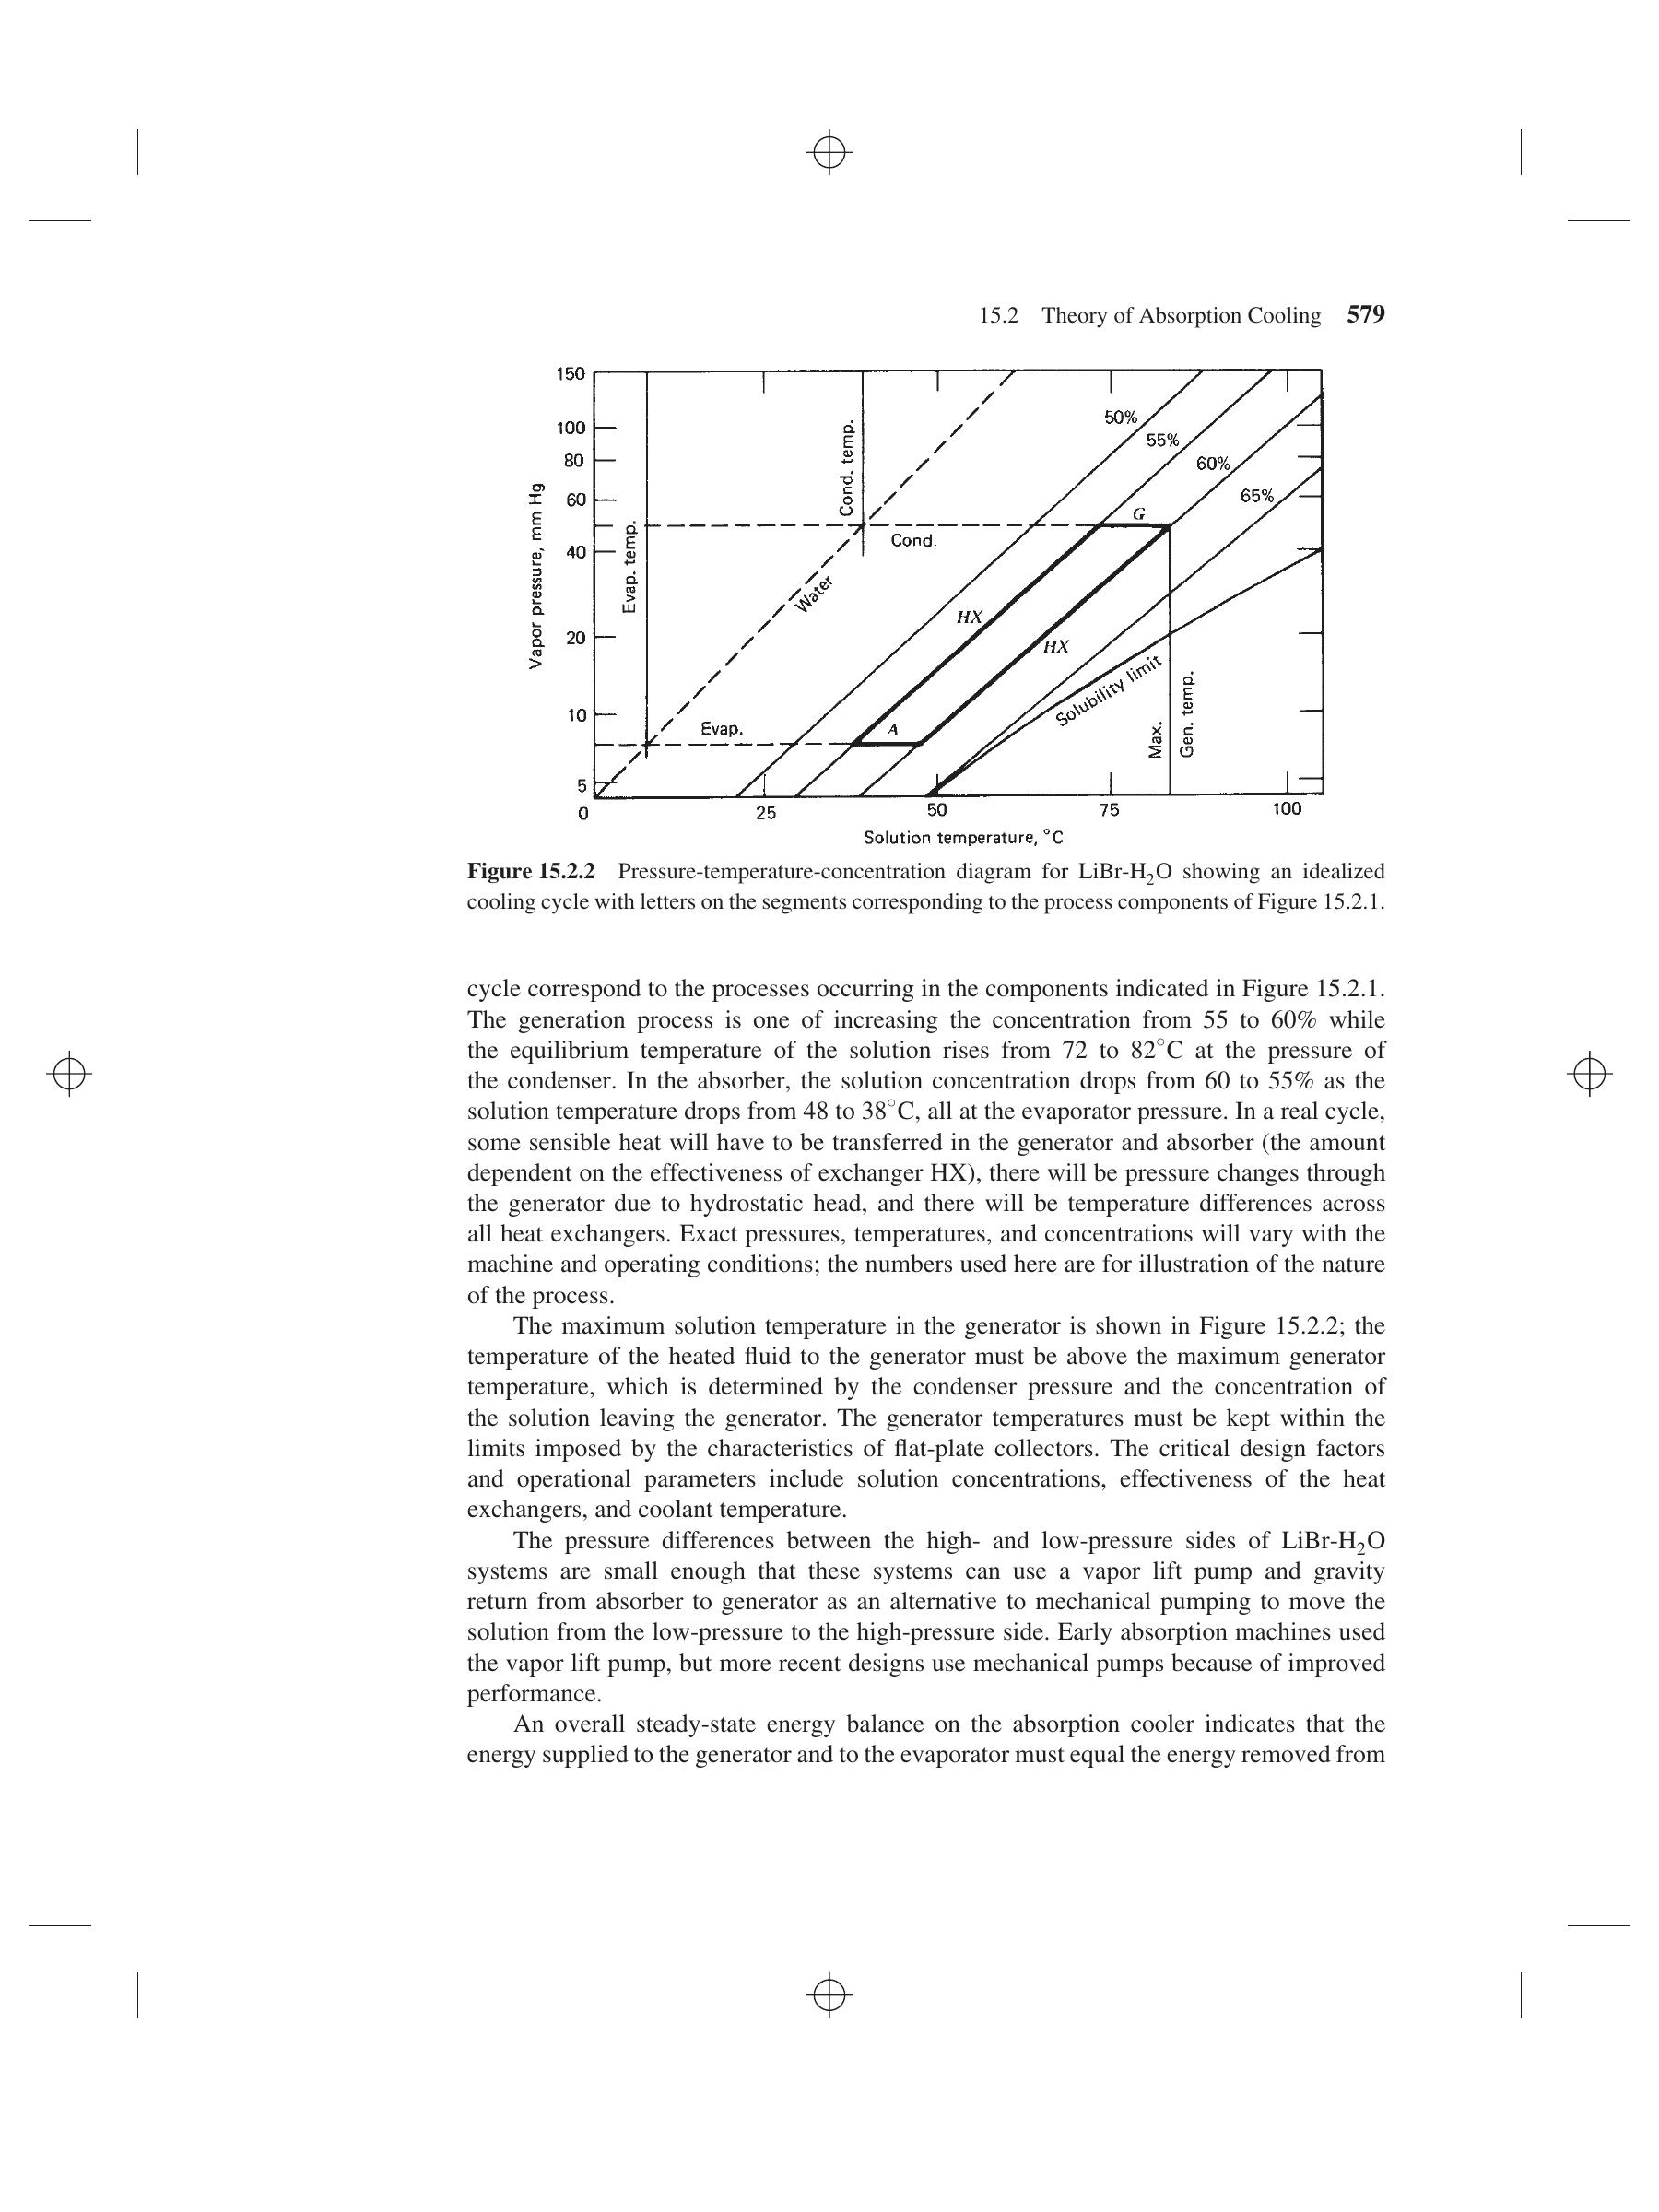 15.2 Theory of Absorption Cooling 579
150
100
80
60
40
20
10
5
0
25
50
75
100
Vapor pressure, mm Hg
Solution temperature, °C
Evap. temp.
Cond. temp.
50%
55%
60%
65%
G
Cond.
Water
HX
HX
Solubility limit
Evap.
A
Max.
Gen. temp.
Figure 15.2.2 Pressure-temperature-concentration diagram for LiBr-H₂O showing an idealized
cooling cycle with letters on the segments corresponding to the process components of Figure 15.2.1.
cycle correspond to the processes occurring in the components indicated in Figure 15.2.1.
The generation process is one of increasing the concentration from 55 to 60% while
the equilibrium temperature of the solution rises from 72 to 82°C at the pressure of
the condenser. In the absorber, the solution concentration drops from 60 to 55% as the
solution temperature drops from 48 to 38°C, all at the evaporator pressure. In a real cycle,
some sensible heat will have to be transferred in the generator and absorber (the amount
dependent on the effectiveness of exchanger HX), there will be pressure changes through
the generator due to hydrostatic head, and there will be temperature differences across
all heat exchangers. Exact pressures, temperatures, and concentrations will vary with the
machine and operating conditions; the numbers used here are for illustration of the nature
of the process.
The maximum solution temperature in the generator is shown in Figure 15.2.2; the
temperature of the heated fluid to the generator must be above the maximum generator
temperature, which is determined by the condenser pressure and the concentration of
the solution leaving the generator. The generator temperatures must be kept within the
limits imposed by the characteristics of flat-plate collectors. The critical design factors
and operational parameters include solution concentrations, effectiveness of the heat
exchangers, and coolant temperature.
The pressure differences between the high- and low-pressure sides of LiBr-H₂O
systems are small enough that these systems can use a vapor lift pump and gravity
return from absorber to generator as an alternative to mechanical pumping to move the
solution from the low-pressure to the high-pressure side. Early absorption machines used
the vapor lift pump, but more recent designs use mechanical pumps because of improved
performance.
An overall steady-state energy balance on the absorption cooler indicates that the
energy supplied to the generator and to the evaporator must equal the energy removed from